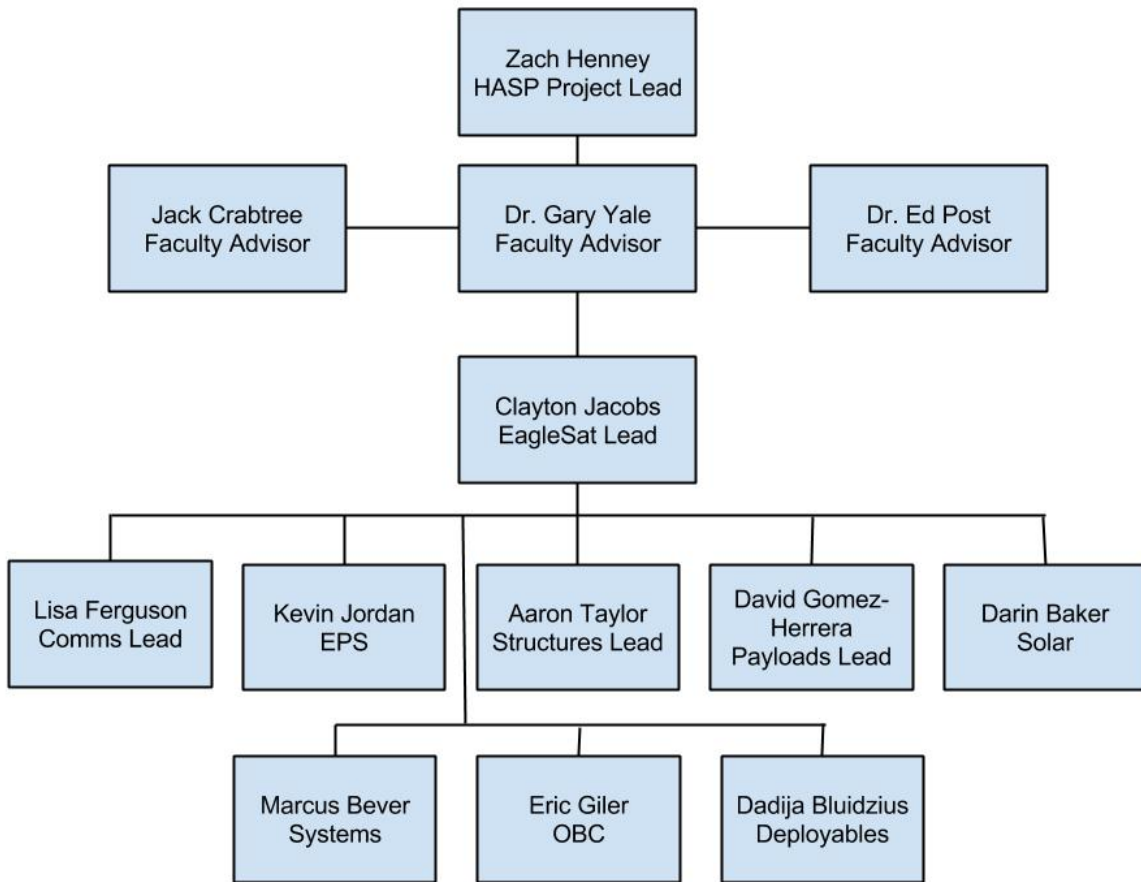 Zach Henney
HASP Project Lead
Jack Crabtree
Faculty Advisor
Dr. Gary Yale
Faculty Advisor
Dr. Ed Post
Faculty Advisor
Clayton Jacobs
EagleSat Lead
Lisa Ferguson
Comms Lead
Kevin Jordan
EPS
Aaron Taylor
Structures Lead
David Gomez-
Herrera
Payloads Lead
Darin Baker
Solar
Marcus Bever
Systems
Eric Giler
OBC
Dadija Bluidzius
Deployables